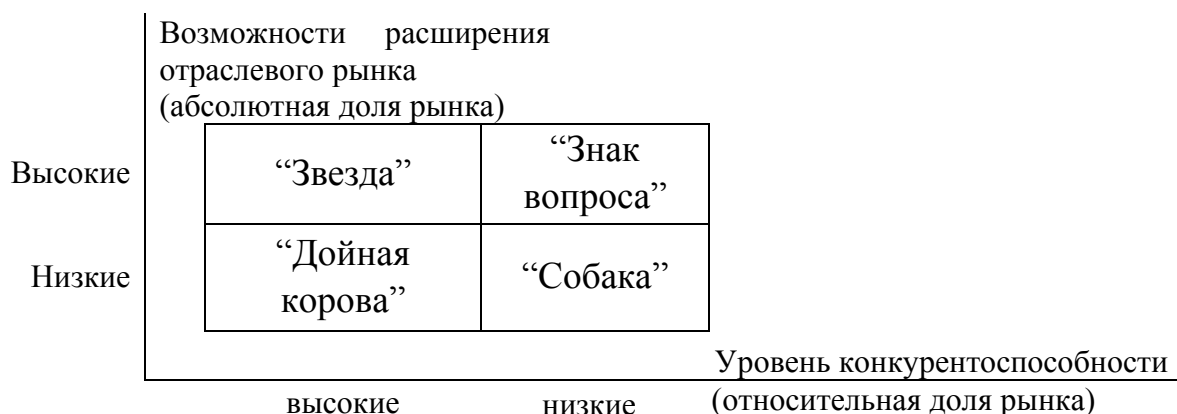 Возможности расширения
отраслевого рынка
(абсолютная доля рынка)
Высокие
“Звезда”
“Знак
вопроса”
Низкие
“Дойная
корова”
“Собака”
Уровень конкурентоспособности
(относительная доля рынка)
высокие
низкие